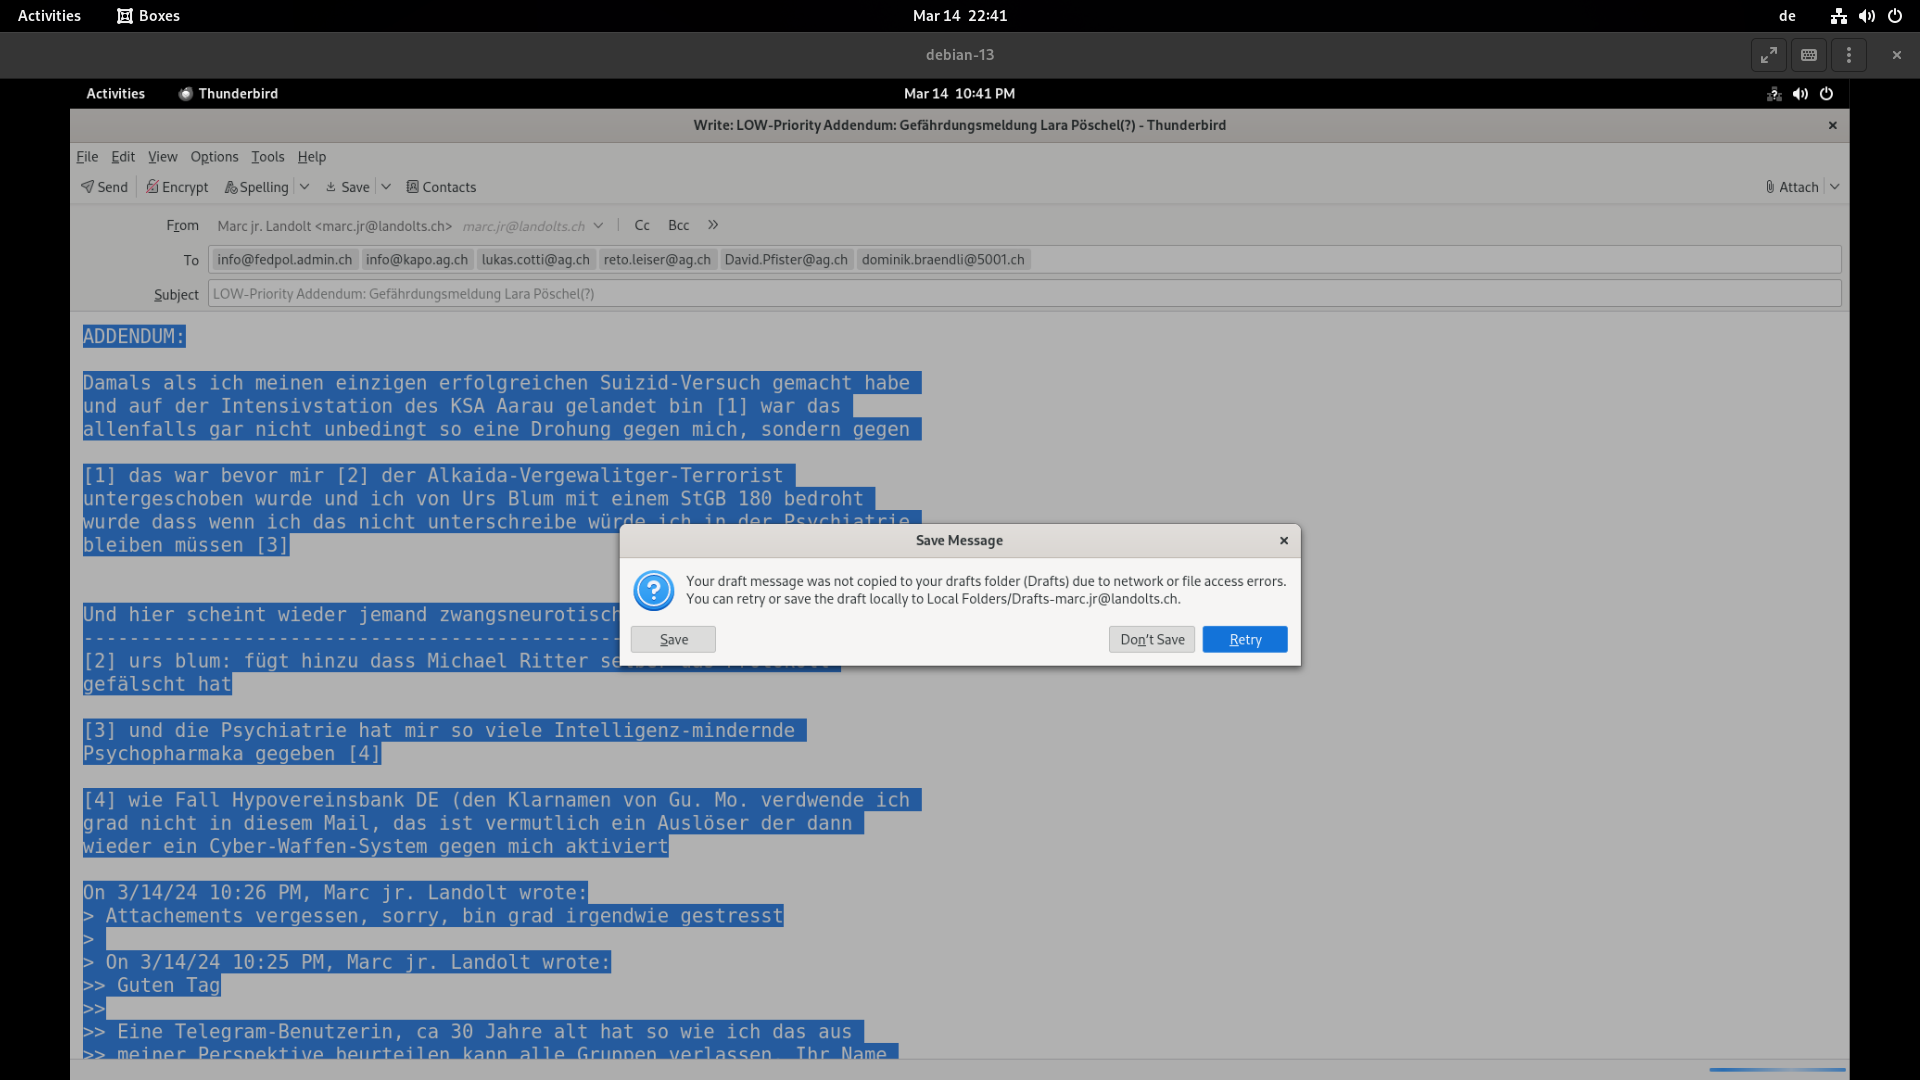 Activities Boxes Mar 14 22:41 de
debian-13
Activities Thunderbird Mar 14 10:41 PM
Write: LOW-Priority Addendum: Gefährdungsmeldung Lara Pöschel(?) - Thunderbird
File Edit View Options Tools Help
Send Encrypt Spelling Save Contacts Attach
From Marc jr. Landolt <marc.jr@landolts.ch> marc.jr@landolts.ch Cc Bcc
To info@fedpol.admin.ch info@kapo.ag.ch lukas.cotti@ag.ch reto.leiser@ag.ch David.Pfister@ag.ch dominik.braendli@5001.ch
Subject LOW-Priority Addendum: Gefährdungsmeldung Lara Pöschel(?)
ADDENDUM:
Damals als ich meinen einzigen erfolgreichen Suizid-Versuch gemacht habe
und auf der Intensivstation des KSA Aarau gelandet bin [1] war das
allenfalls gar nicht unbedingt so eine Drohung gegen mich, sondern gegen
[1] das war bevor mir [2] der Alkaida-Vergewalitger-Terrorist
untergeschoben wurde und ich von Urs Blum mit einem StGB 180 bedroht
wurde dass wenn ich das nicht unterschreibe würde ich in der Psychiatrie
bleiben müssen [3]
Save Message
Your draft message was not copied to your drafts folder (Drafts) due to network or file access errors.
You can retry or save the draft locally to Local Folders/Drafts-marc.jr@landolts.ch.
Save Don't Save Retry
Und hier scheint wieder jemand zwangsneurotisch
-----------------------------------------------
[2] urs blum: fügt hinzu dass Michael Ritter
gefälscht hat
[3] und die Psychiatrie hat mir so viele Intelligenz-mindernde
Psychopharmaka gegeben [4]
[4] wie Fall Hypovereinsbank DE (den Klarnamen von Gu. Mo. verdwende ich
grad nicht in diesem Mail, das ist vermutlich ein Auslöser der dann
wieder ein Cyber-Waffen-System gegen mich aktiviert
On 3/14/24 10:26 PM, Marc jr. Landolt wrote:
> Attachements vergessen, sorry, bin grad irgendwie gestresst
>
> On 3/14/24 10:25 PM, Marc jr. Landolt wrote:
>> Guten Tag
>>
>> Eine Telegram-Benutzerin, ca 30 Jahre alt hat so wie ich das aus
>> meiner Perspektive beurteilen kann alle Gruppen verlassen. Ihr Name